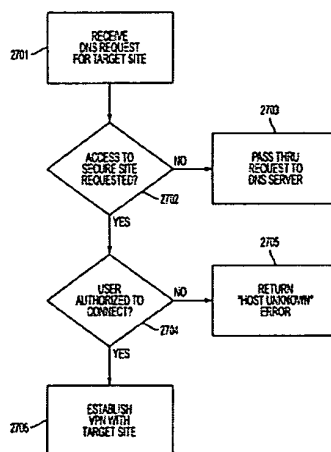 2701
RECEIVE
DNS REQUEST
FOR TARGET SITE
2703
ACCESS TO
SECURE SITE
REQUESTED?
NO
PASS THRU
REQUEST TO
DNS SERVER
2702
YES
2705
USER
AUTHORIZED TO
CONNECT?
NO
RETURN
"HOST UNKNOWN"
ERROR
2704
YES
2706
ESTABLISH
VPN WITH
TARGET SITE